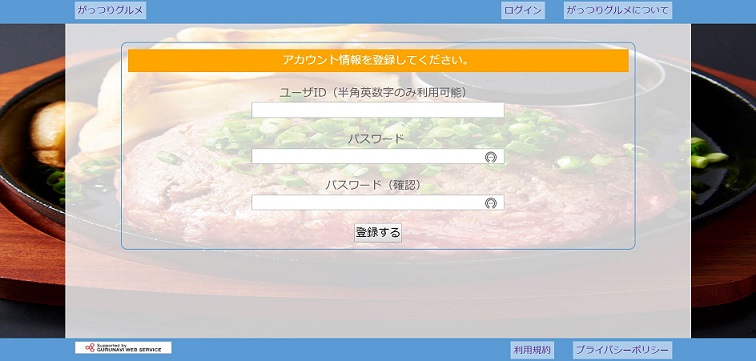 がっつりグルメ
ログイン
がっつりグルメについて
アカウント情報を登録してください。
ユーザID（半角英数字のみ利用可能）
パスワード
パスワード（確認）
登録する
Supported by
GURUNAVI WEB SERVICE
利用規約
プライバシーポリシー